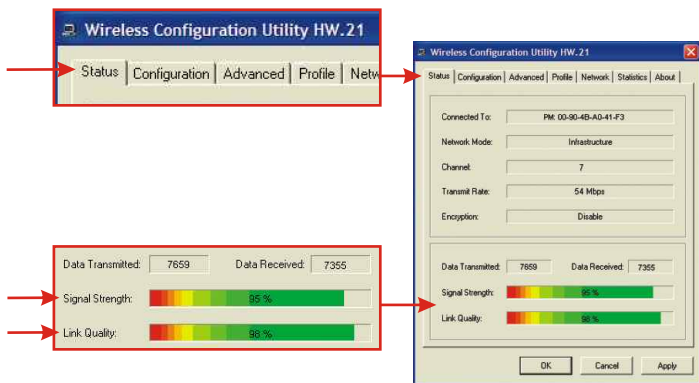 Wireless Configuration Utility HW.21
Status Configuration Advanced Profile Netw
Wireless Configuration Utility HW.21
Status Configuration Advanced Profile Network Statistics About
Connected To: PM: 00-90-4B-A0-41-F3
Network Mode: Infrastructure
Channel: 7
Transmit Rate: 54 Mbps
Encryption: Disable
Data Transmitted: 7659 Data Received: 7355
Signal Strength: 95 %
Link Quality: 98 %
Data Transmitted: 7659 Data Received: 7355
Signal Strength: 95 %
Link Quality: 98 %
OK Cancel Apply